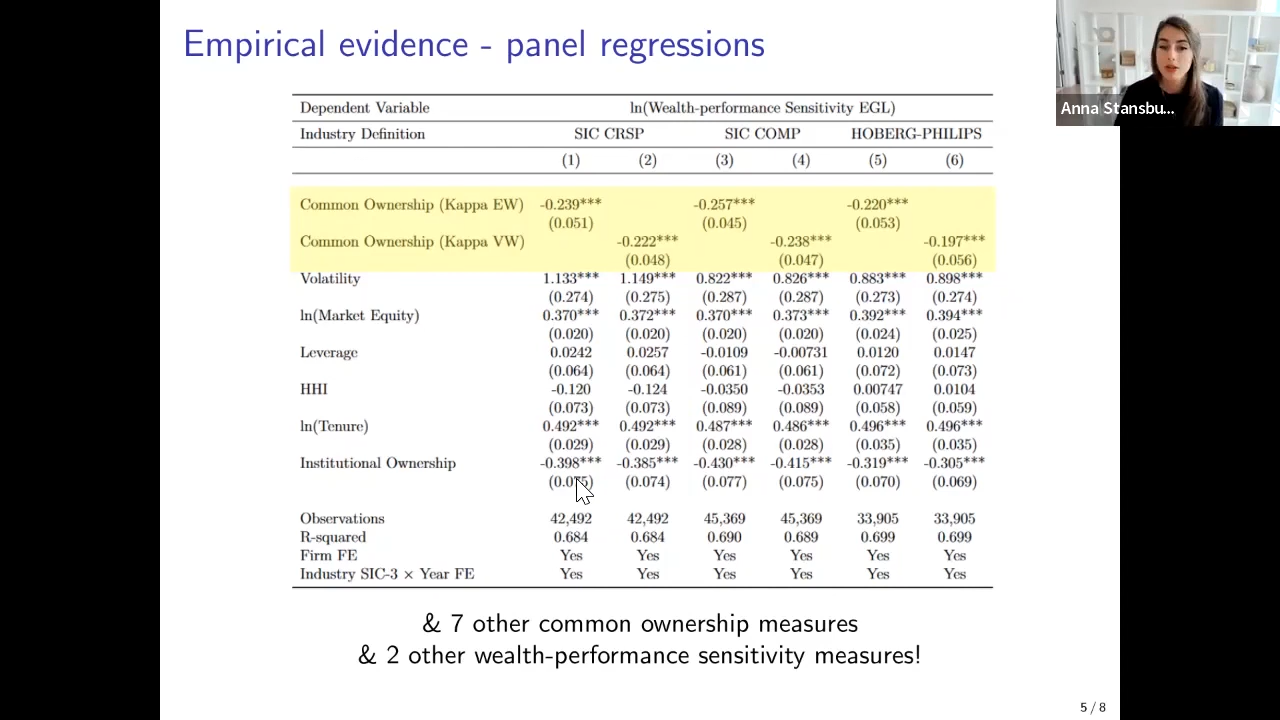 Empirical evidence - panel regressions
Anna Stansbu...
Dependent Variable ln(Wealth-performance Sensitivity EGL)
Industry Definition SIC CRSP SIC COMP HOBERG-PHILIPS
(1) (2) (3) (4) (5) (6)
Common Ownership (Kappa EW) -0.239*** -0.257*** -0.220***
(0.051) (0.045) (0.053)
Common Ownership (Kappa VW) -0.222*** -0.238*** -0.197***
(0.048) (0.047) (0.056)
Volatility 1.133*** 1.149*** 0.822*** 0.826*** 0.883*** 0.898***
(0.274) (0.275) (0.287) (0.287) (0.273) (0.274)
ln(Market Equity) 0.370*** 0.372*** 0.370*** 0.373*** 0.392*** 0.394***
(0.020) (0.020) (0.020) (0.020) (0.024) (0.025)
Leverage 0.0242 0.0257 -0.0109 -0.00731 0.0120 0.0147
(0.064) (0.064) (0.061) (0.061) (0.072) (0.073)
HHI -0.120 -0.124 -0.0350 -0.0353 0.00747 0.0104
(0.073) (0.073) (0.089) (0.089) (0.058) (0.059)
ln(Tenure) 0.492*** 0.492*** 0.487*** 0.486*** 0.496*** 0.496***
(0.029) (0.029) (0.028) (0.028) (0.035) (0.035)
Institutional Ownership -0.398*** -0.385*** -0.430*** -0.415*** -0.319*** -0.305***
(0.075) (0.074) (0.077) (0.075) (0.070) (0.069)
Observations 42,492 42,492 45,369 45,369 33,905 33,905
R-squared 0.684 0.684 0.690 0.689 0.699 0.699
Firm FE Yes Yes Yes Yes Yes Yes
Industry SIC-3 × Year FE Yes Yes Yes Yes Yes Yes
& 7 other common ownership measures
& 2 other wealth-performance sensitivity measures!
5 / 8